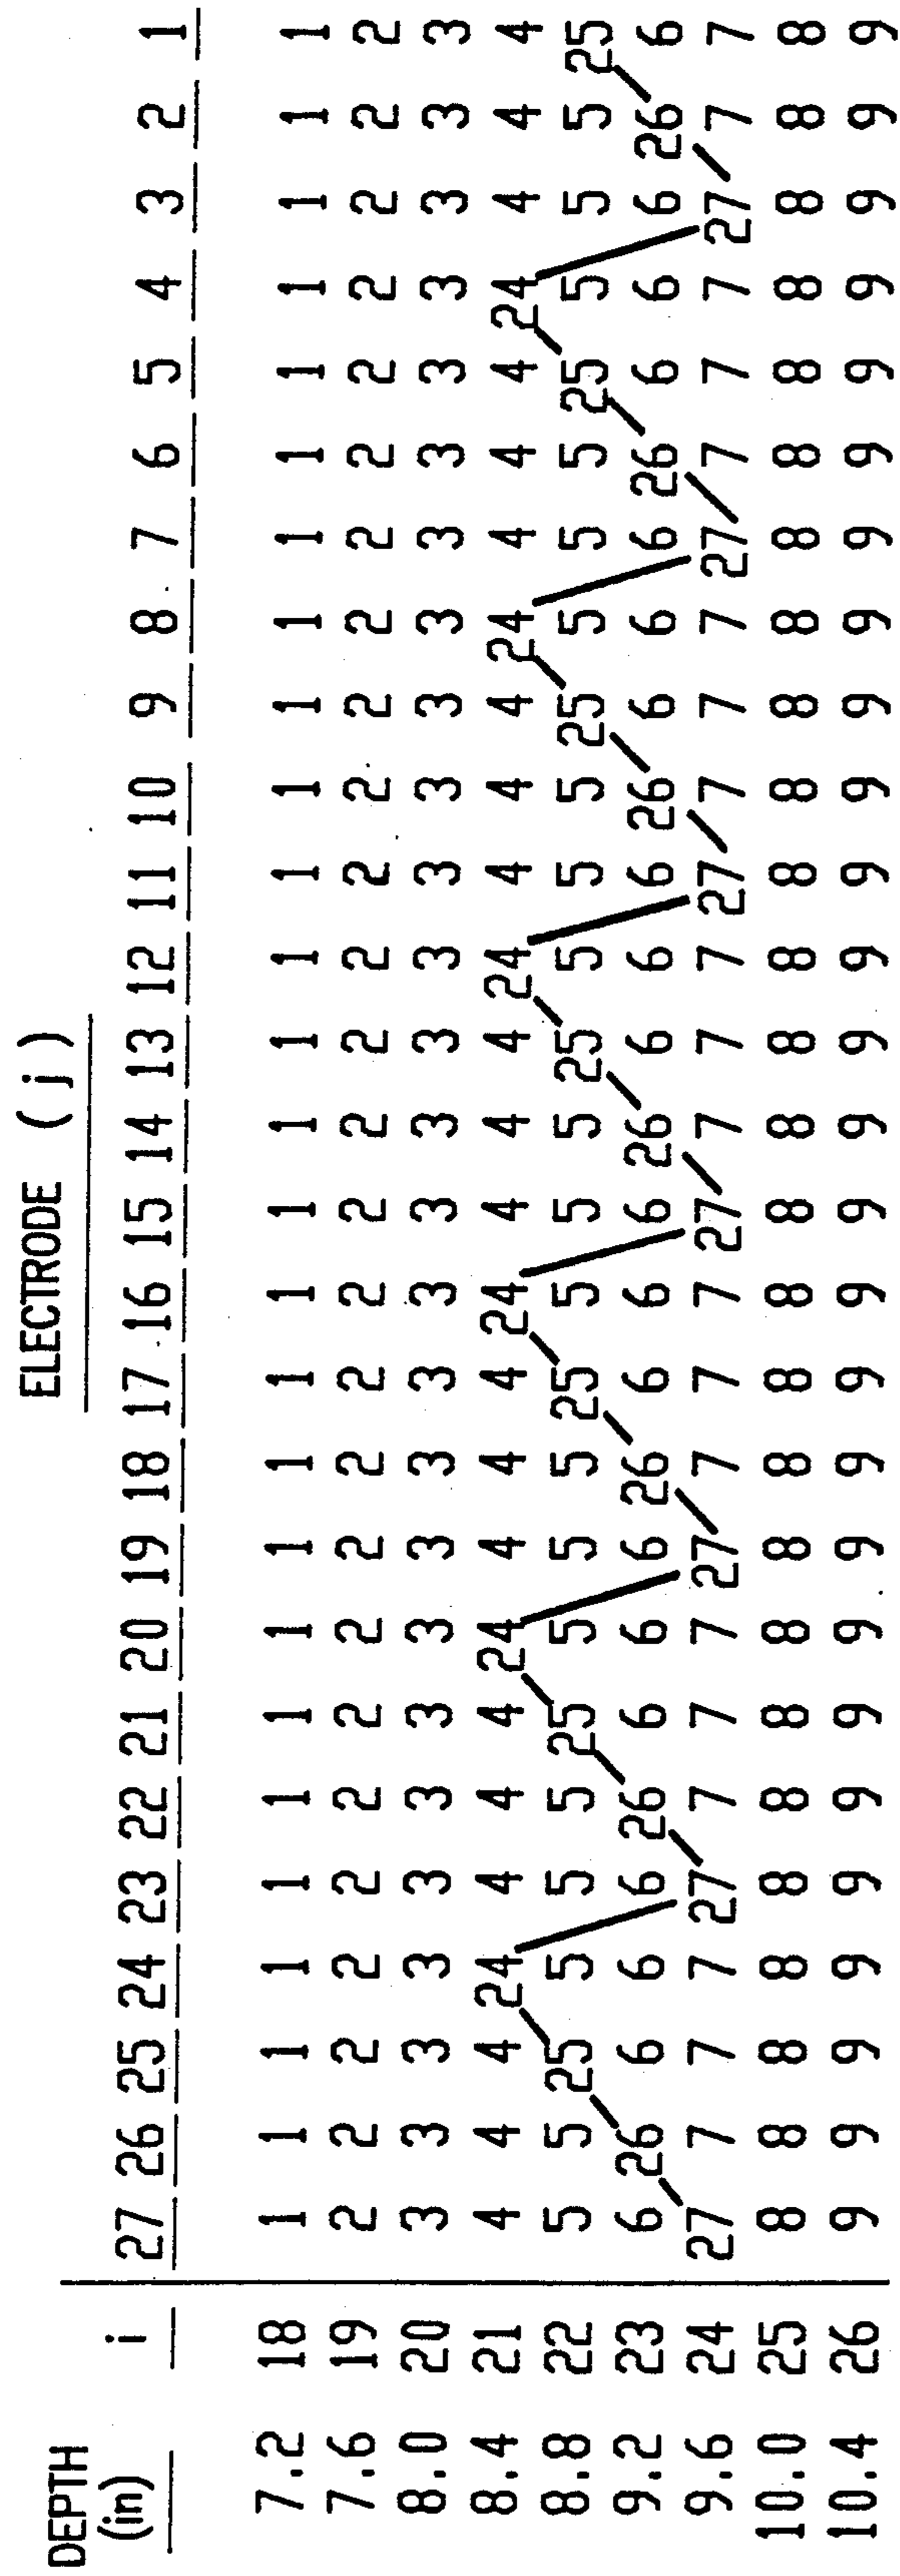 ELECTRODE (j)
DEPTH (in) i 27 26 25 24 23 22 21 20 19 18 17 16 15 14 13 12 11 10 9 8 7 6 5 4 3 2 1
7.2 18 1 1 1 1 1 1 1 1 1 1 1 1 1 1 1 1 1 1 1 1 1 1 1 1 1 1 1
7.6 19 2 2 2 2 2 2 2 2 2 2 2 2 2 2 2 2 2 2 2 2 2 2 2 2 2 2 2
8.0 20 3 3 3 3 3 3 3 3 3 3 3 3 3 3 3 3 3 3 3 3 3 3 3 3 3 3 3
8.4 21 4 4 4 24 4 4 4 24 4 4 4 24 4 4 4 24 4 4 4 24 4 4 4 24 4 4 4
8.8 22 5 5 25 5 5 5 25 5 5 5 25 5 5 5 25 5 5 5 25 5 5 5 25 5 5 5 25
9.2 23 6 26 6 6 6 26 6 6 6 26 6 6 6 26 6 6 6 26 6 6 6 26 6 6 6 26 6
9.6 24 27 7 7 7 27 7 7 7 27 7 7 7 27 7 7 7 27 7 7 7 27 7 7 7 27 7 7
10.0 25 8 8 8 8 8 8 8 8 8 8 8 8 8 8 8 8 8 8 8 8 8 8 8 8 8 8 8
10.4 26 9 9 9 9 9 9 9 9 9 9 9 9 9 9 9 9 9 9 9 9 9 9 9 9 9 9 9